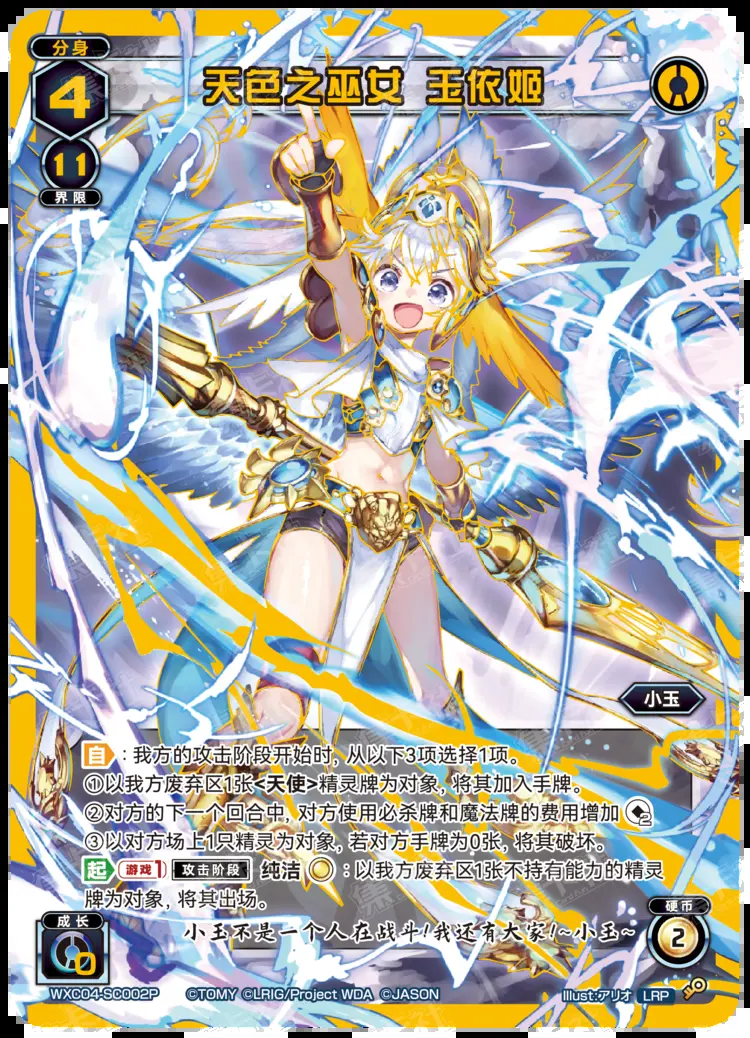 分身
4
天色之巫女 玉依姬
11
界限
小玉
自：我方的攻击阶段开始时，从以下3项选择1项。
①以我方废弃区1张<天使>精灵牌为对象，将其加入手牌。
②对方的下一个回合中，对方使用必杀牌和魔法牌的费用增加2
③以对方场上1只精灵为对象，若对方手牌为0张，将其破坏。
起 游戏1 攻击阶段 纯洁：以我方废弃区1张不持有能力的精灵
牌为对象，将其出场。
成长
0
小玉不是一个人在战斗!我还有大家!~小玉~
硬币
2
WXC04-SC002P ©TOMY ©LRIG/Project WDA ©JASON
Illust:アリオ LRP